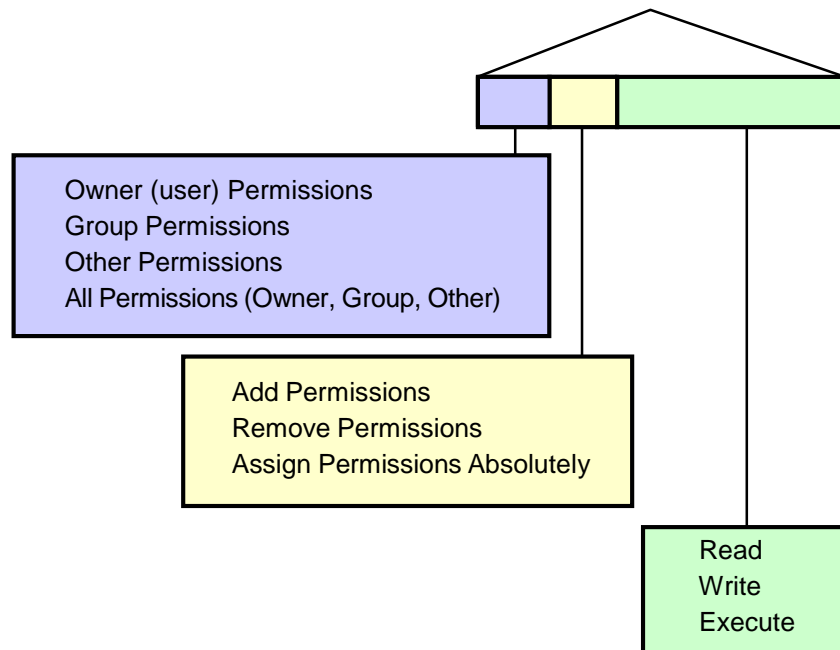 Owner (user) Permissions
Group Permissions
Other Permissions
All Permissions (Owner, Group, Other)
Add Permissions
Remove Permissions
Assign Permissions Absolutely
Read
Write
Execute